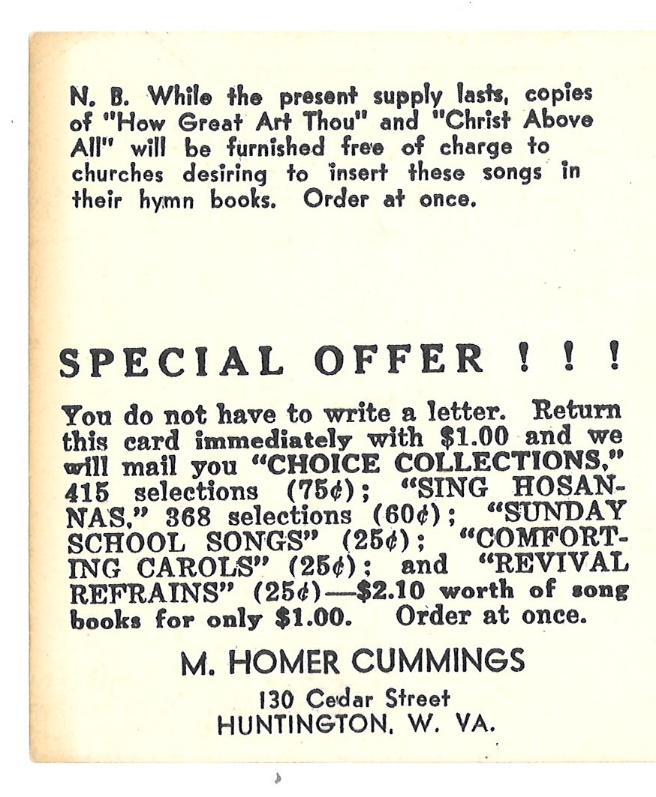 N. B. While the present supply lasts, copies
of "How Great Art Thou" and "Christ Above
All" will be furnished free of charge to
churches desiring to insert these songs in
their hymn books. Order at once.
SPECIAL OFFER ! ! !
You do not have to write a letter. Return
this card immediately with $1.00 and we
will mail you “CHOICE COLLECTIONS,”
415 selections (75¢); “SING HOSAN-
NAS,” 368 selections (60¢); “SUNDAY
SCHOOL SONGS” (25¢); “COMFORT-
ING CAROLS” (25¢); and “REVIVAL
REFRAINS” (25¢)—$2.10 worth of song
books for only $1.00. Order at once.
M. HOMER CUMMINGS
130 Cedar Street
HUNTINGTON, W. VA.